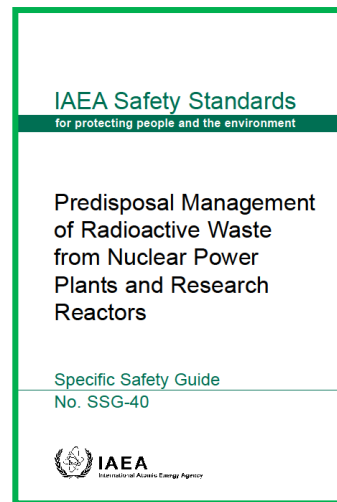 IAEA Safety Standards
for protecting people and the environment
Predisposal Management
of Radioactive Waste
from Nuclear Power
Plants and Research
Reactors
Specific Safety Guide
No. SSG-40
IAEA
International Atomic Energy Agency